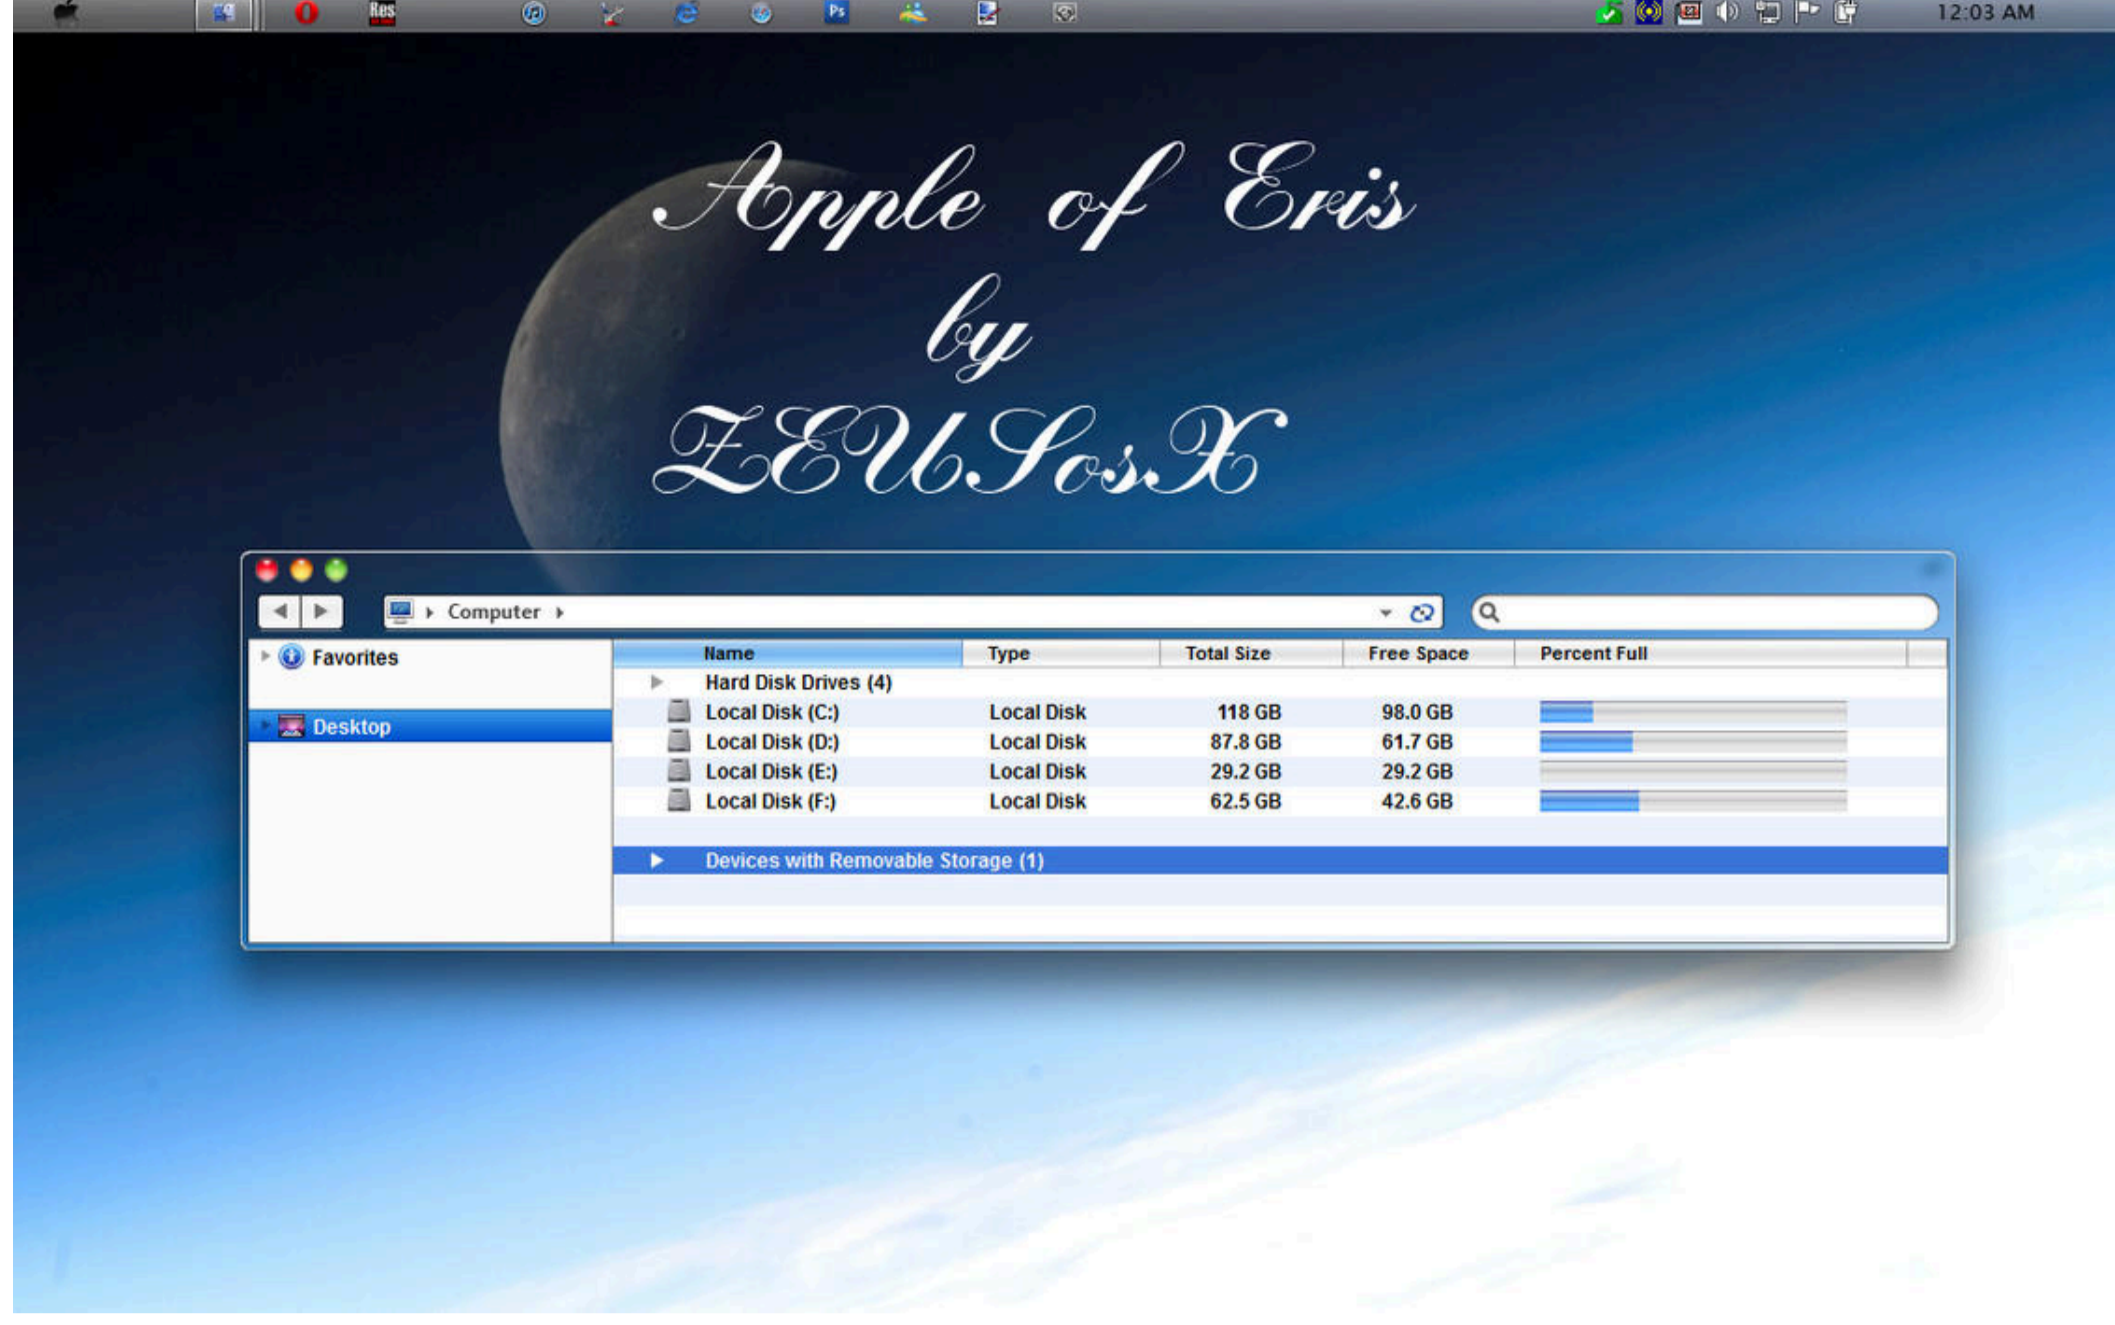 Res
Ps
12:03 AM
Apple of Eris
by
ZEUSosX
Computer
Favorites
Desktop
Name Type Total Size Free Space Percent Full
Hard Disk Drives (4)
Local Disk (C:) Local Disk 118 GB 98.0 GB
Local Disk (D:) Local Disk 87.8 GB 61.7 GB
Local Disk (E:) Local Disk 29.2 GB 29.2 GB
Local Disk (F:) Local Disk 62.5 GB 42.6 GB
Devices with Removable Storage (1)